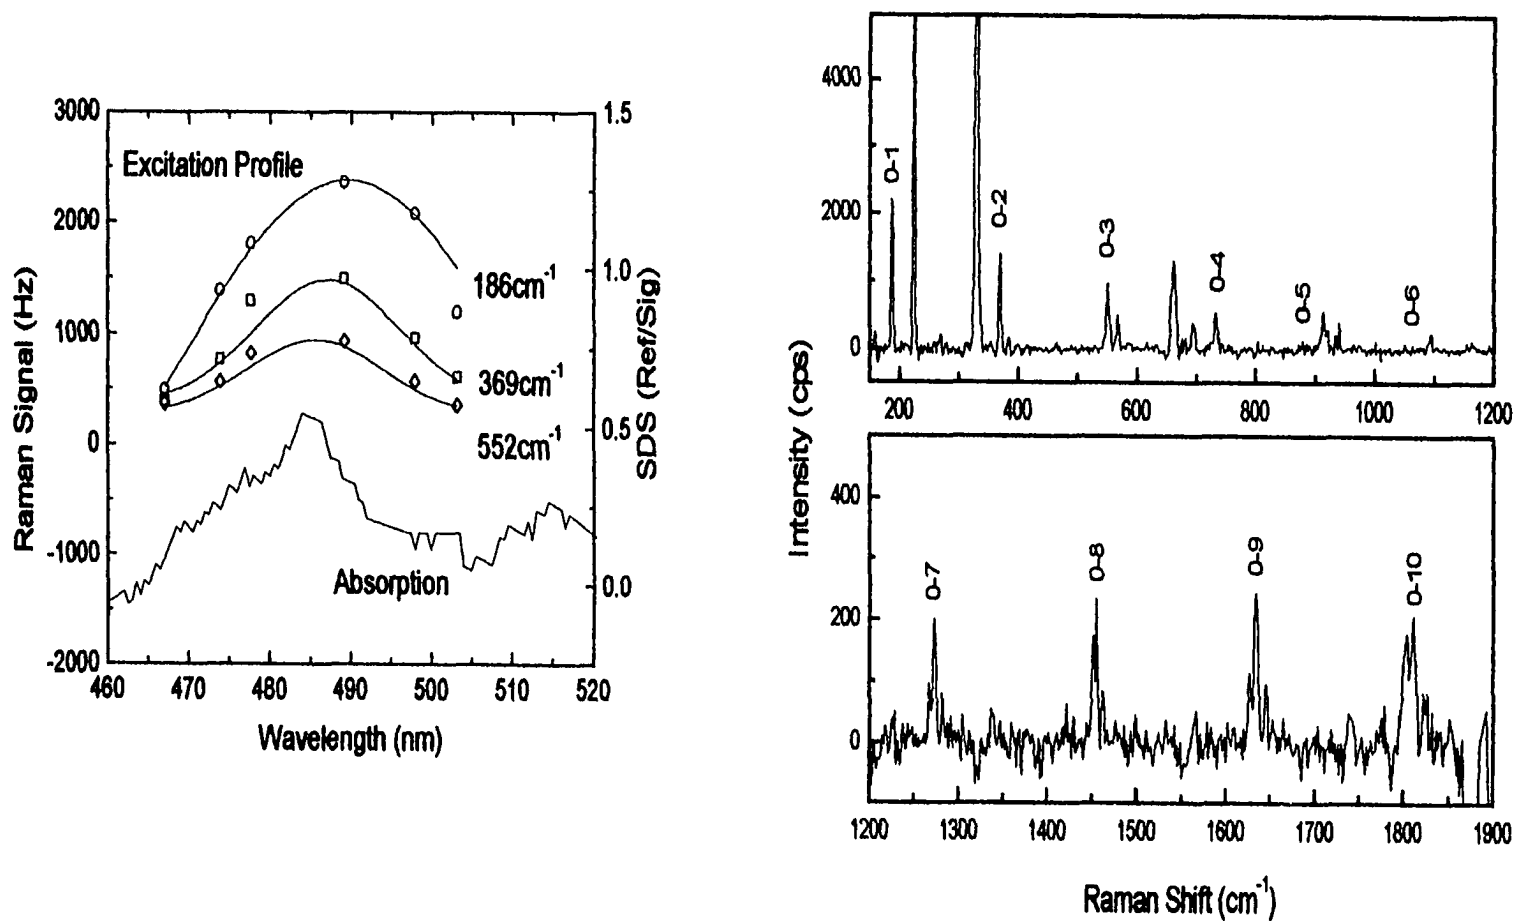 3000
2000
1000
0
-1000
-2000
Raman Signal (Hz)
Excitation Profile
186cm-1
369cm-1
552cm-1
Absorption
1.5
1.0
0.5
0.0
SDS (Ref/Sig)
460 470 480 490 500 510 520
Wavelength (nm)
4000
2000
0
0-1
0-2
0-3
0-4
0-5
0-6
200 400 600 800 1000 1200
Intensity (cps)
400
200
0
0-7
0-8
0-9
0-10
1200 1300 1400 1500 1600 1700 1800 1900
Raman Shift (cm-1)